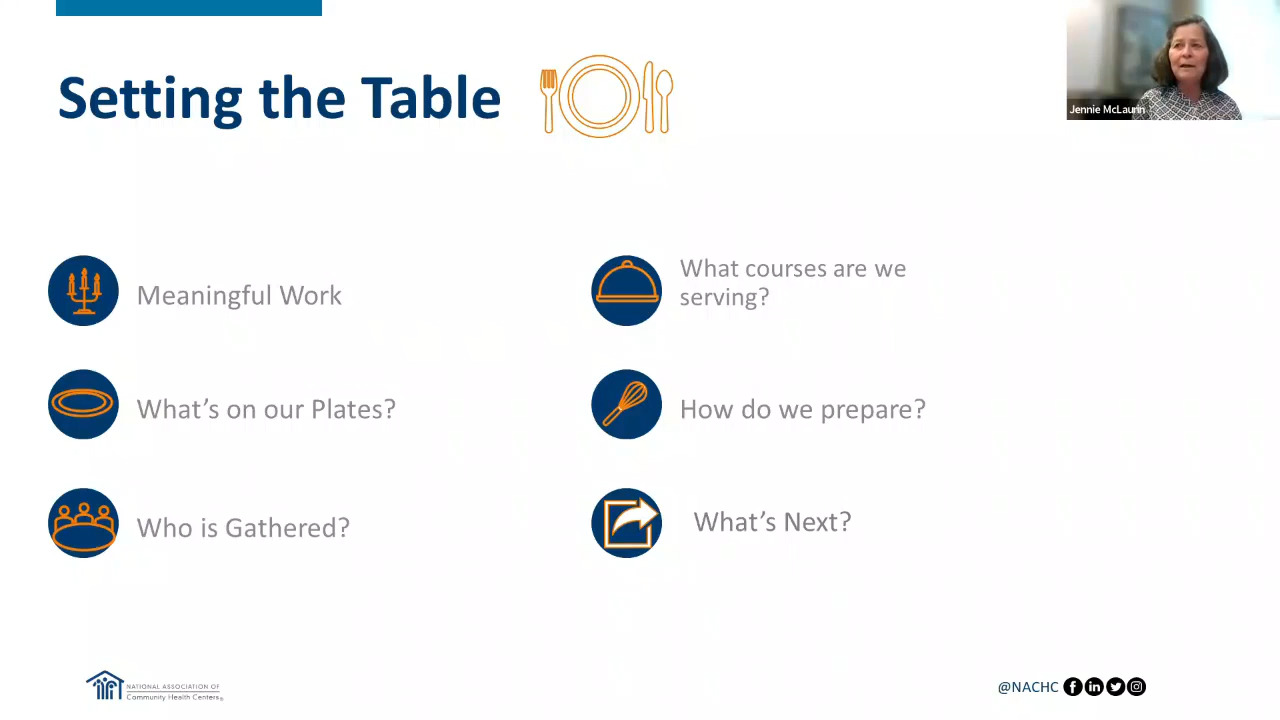 Setting the Table
Jennie McLaurin
Meaningful Work
What's on our Plates?
Who is Gathered?
What courses are we
serving?
How do we prepare?
What's Next?
NATIONAL ASSOCIATION OF
Community Health Centers®
@NACHC